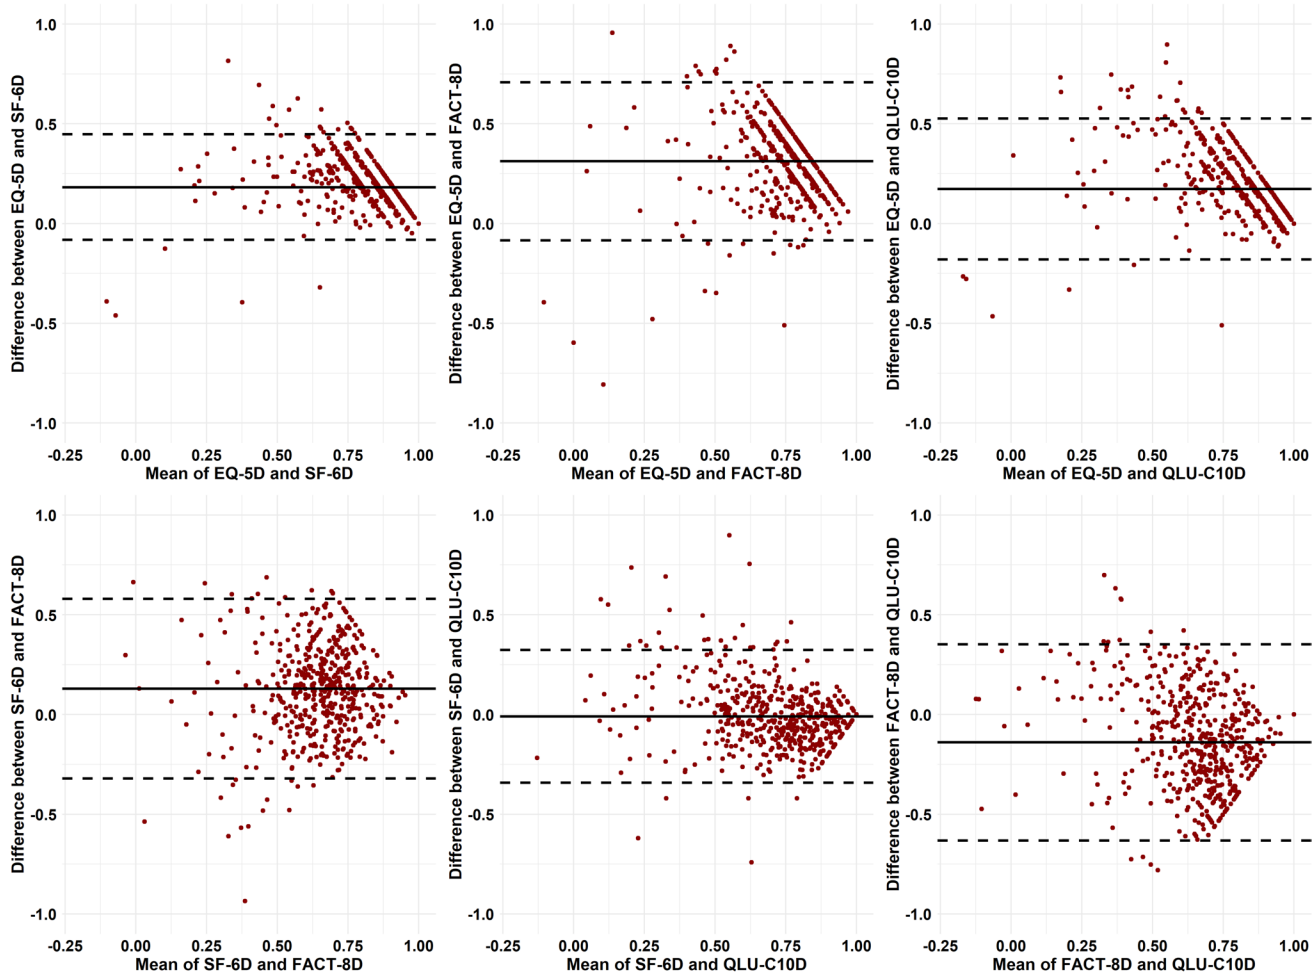 Difference between EQ-5D and SF-6D
1.0
0.5
0.0
-0.5
-1.0
-0.25 0.00 0.25 0.50 0.75 1.00
Mean of EQ-5D and SF-6D
Difference between EQ-5D and FACT-8D
1.0
0.5
0.0
-0.5
-1.0
-0.25 0.00 0.25 0.50 0.75 1.00
Mean of EQ-5D and FACT-8D
Difference between EQ-5D and QLU-C10D
1.0
0.5
0.0
-0.5
-1.0
-0.25 0.00 0.25 0.50 0.75 1.00
Mean of EQ-5D and QLU-C10D
Difference between SF-6D and FACT-8D
1.0
0.5
0.0
-0.5
-1.0
-0.25 0.00 0.25 0.50 0.75 1.00
Mean of SF-6D and FACT-8D
Difference between SF-6D and QLU-C10D
1.0
0.5
0.0
-0.5
-1.0
-0.25 0.00 0.25 0.50 0.75 1.00
Mean of SF-6D and QLU-C10D
Difference between FACT-8D and QLU-C10D
1.0
0.5
0.0
-0.5
-1.0
-0.25 0.00 0.25 0.50 0.75 1.00
Mean of FACT-8D and QLU-C10D